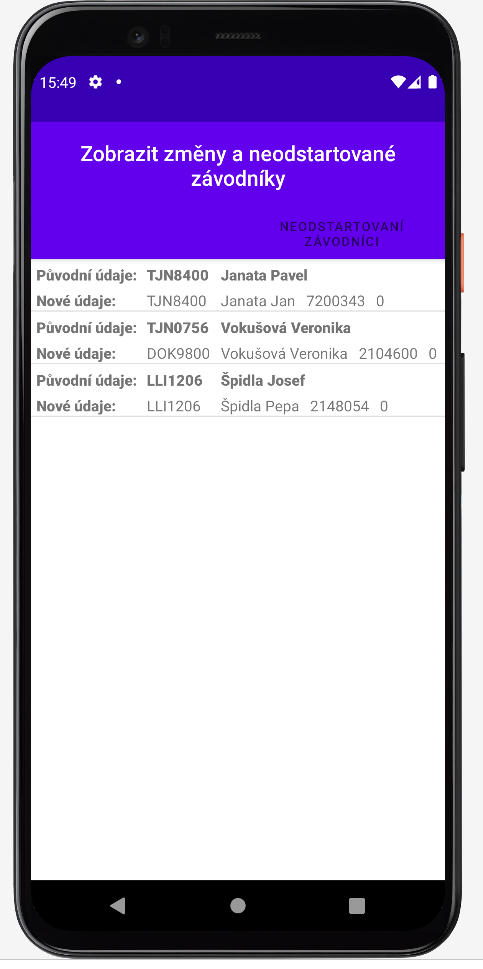 15:49
Zobrazit změny a neodstartované
závodníky
NEODSTARTOVANÍ
ZÁVODNÍCI
Původní údaje: TJN8400 Janata Pavel
Nové údaje: TJN8400 Janata Jan 7200343 0
Původní údaje: TJN0756 Vokušová Veronika
Nové údaje: DOK9800 Vokušová Veronika 2104600 0
Původní údaje: LLI1206 Špidla Josef
Nové údaje: LLI1206 Špidla Pepa 2148054 0